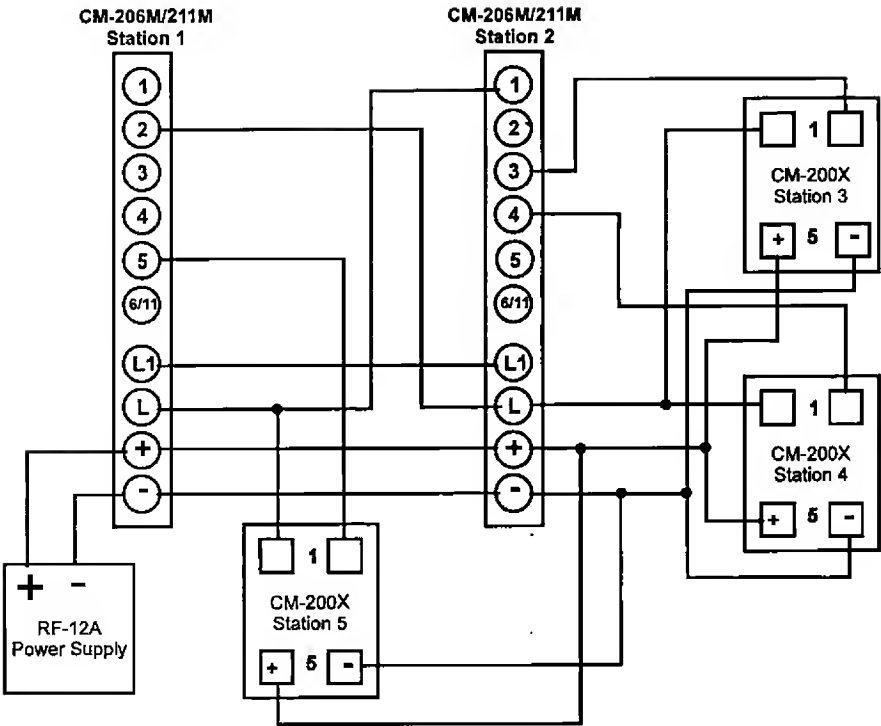 CM-206M/211M
Station 1
1
2
3
4
5
6/11
L1
L
+
-
CM-206M/211M
Station 2
1
2
3
4
5
6/11
L1
L
+
-
1
CM-200X
Station 3
+ 5 -
1
CM-200X
Station 4
+ 5 -
1
CM-200X
Station 5
+ 5 -
+ -
RF-12A
Power Supply